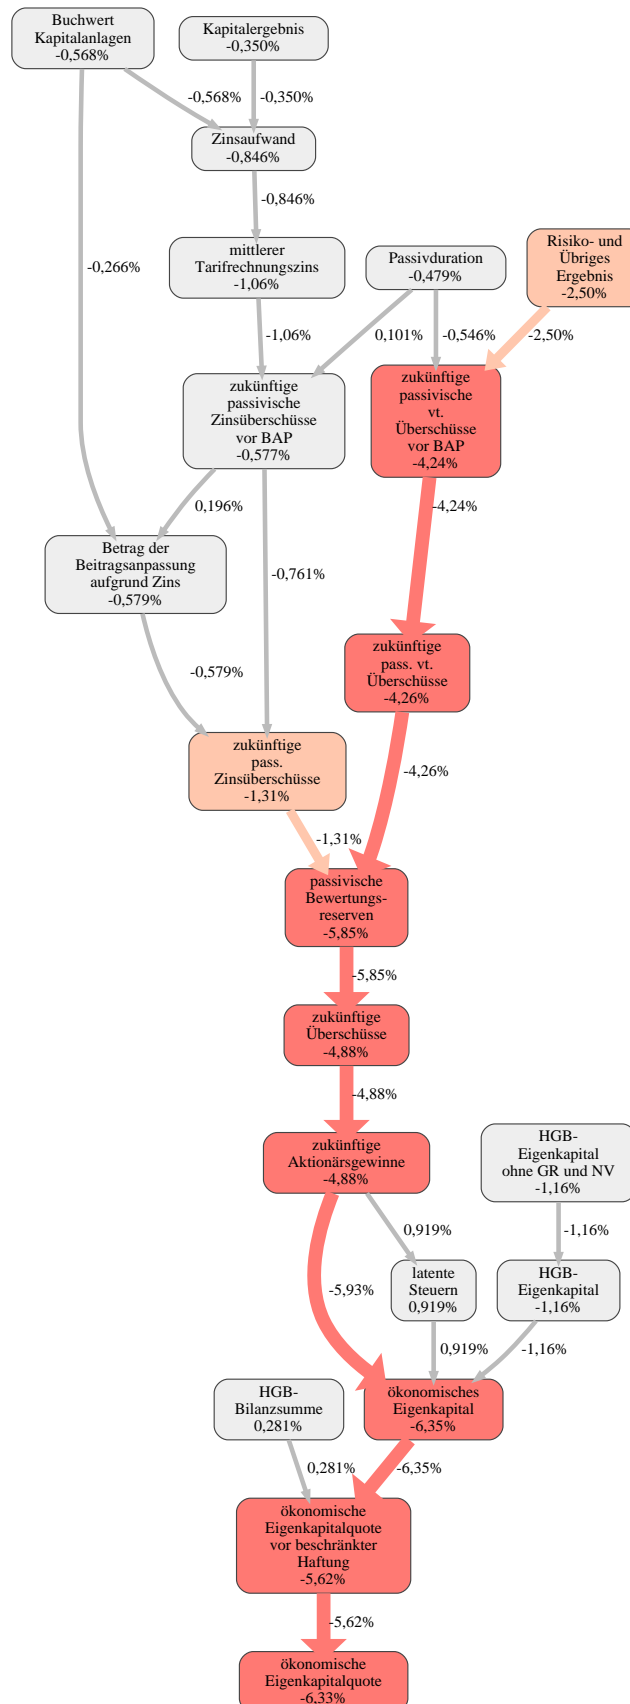 Buchwert
Kapitalanlagen
-0,568%
Kapitalergebnis
-0,350%
-0,568%
-0,350%
Zinsaufwand
-0,846%
-0,846%
-0,266%
mittlerer
Tarifrechnungszins
-1,06%
Passivduration
-0,479%
Risiko- und
Übriges
Ergebnis
-2,50%
-1,06%
0,101%
-0,546%
-2,50%
zukünftige
passivische
Zinsüberschüsse
vor BAP
-0,577%
zukünftige
passivische
vt.
Überschüsse
vor BAP
-4,24%
0,196%
-4,24%
Betrag der
Beitragsanpassung
aufgrund Zins
-0,579%
-0,761%
-0,579%
zukünftige
pass. vt.
Überschüsse
-4,26%
zukünftige
pass.
Zinsüberschüsse
-1,31%
-4,26%
-1,31%
passivische
Bewertungs-
reserven
-5,85%
-5,85%
zukünftige
Überschüsse
-4,88%
-4,88%
zukünftige
Aktionärsgewinne
-4,88%
HGB-
Eigenkapital
ohne GR und NV
-1,16%
0,919%
-1,16%
-5,93%
latente
Steuern
0,919%
HGB-
Eigenkapital
-1,16%
0,919%
-1,16%
HGB-
Bilanzsumme
0,281%
ökonomisches
Eigenkapital
-6,35%
0,281%
-6,35%
ökonomische
Eigenkapitalquote
vor beschränkter
Haftung
-5,62%
-5,62%
ökonomische
Eigenkapitalquote
-6,33%